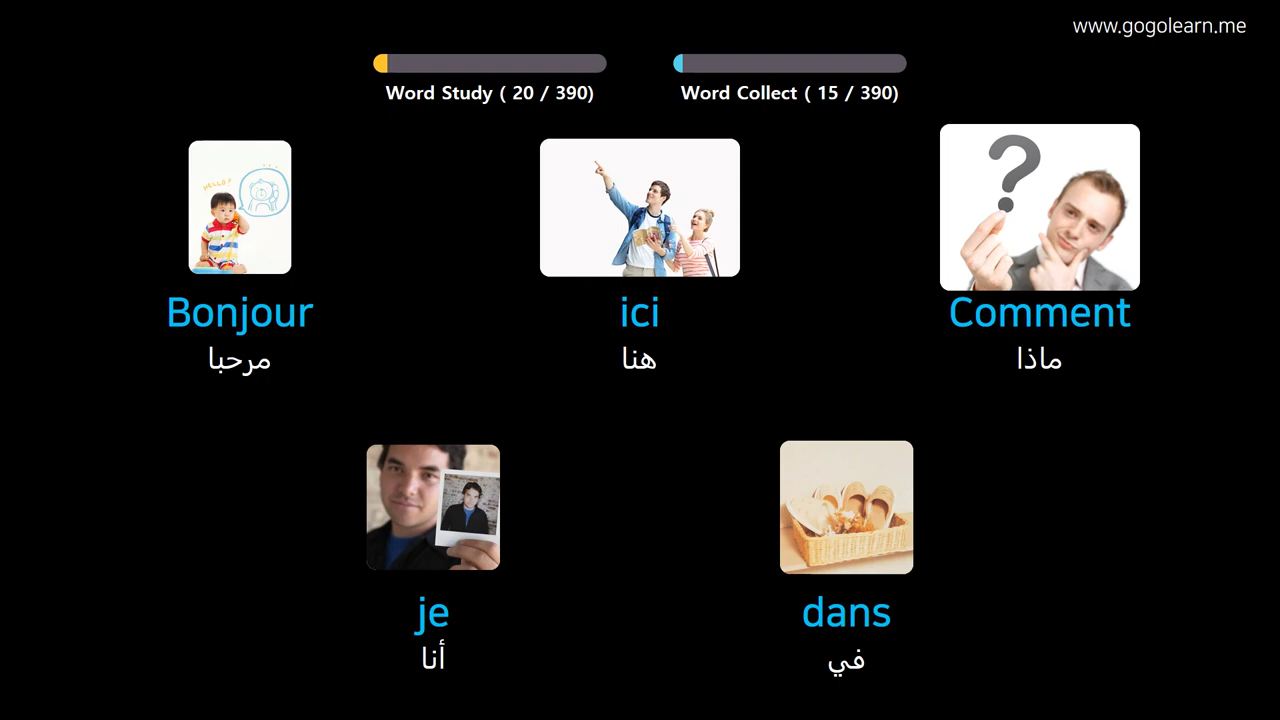 www.gogolearn.me
Word Study ( 20 / 390)
Word Collect ( 15 / 390)
HELLO?
Bonjour
ici
Comment
مرحبا
هنا
ماذا
je
dans
أنا
في